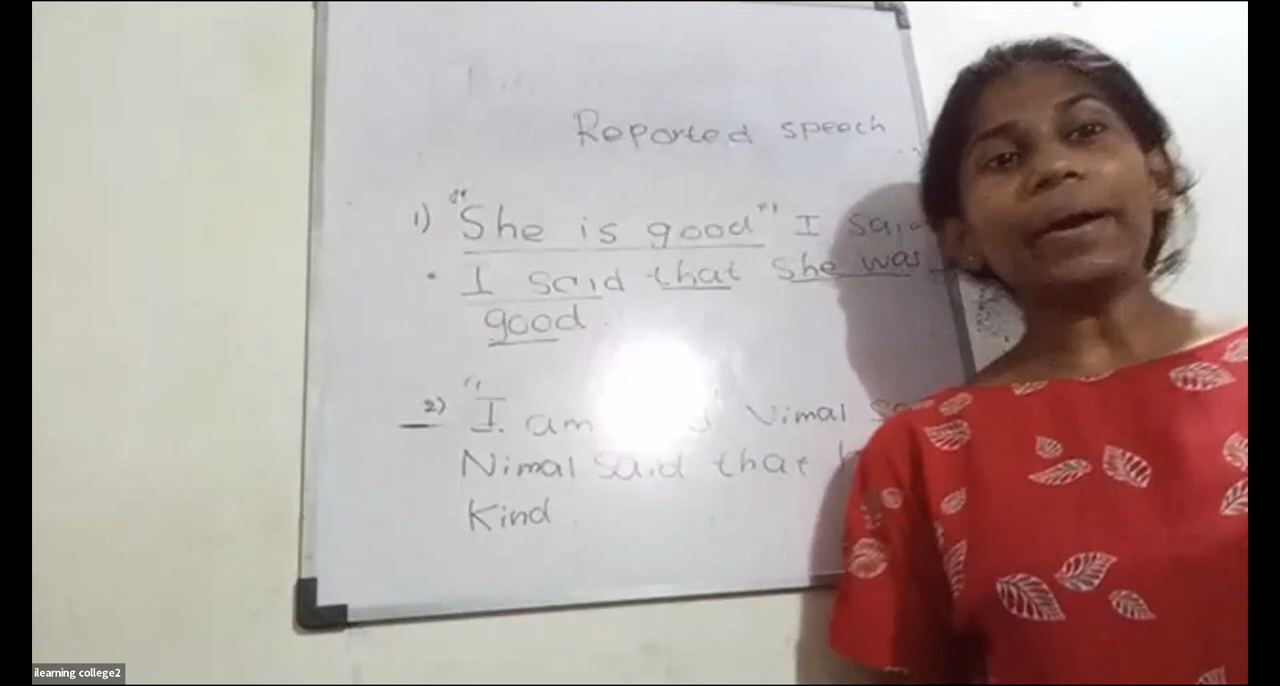 Reported speech
1) "She is good" I said
• I said that she was
good.
2) "I am Vimal
Nimal said that
Kind
ilearning college2